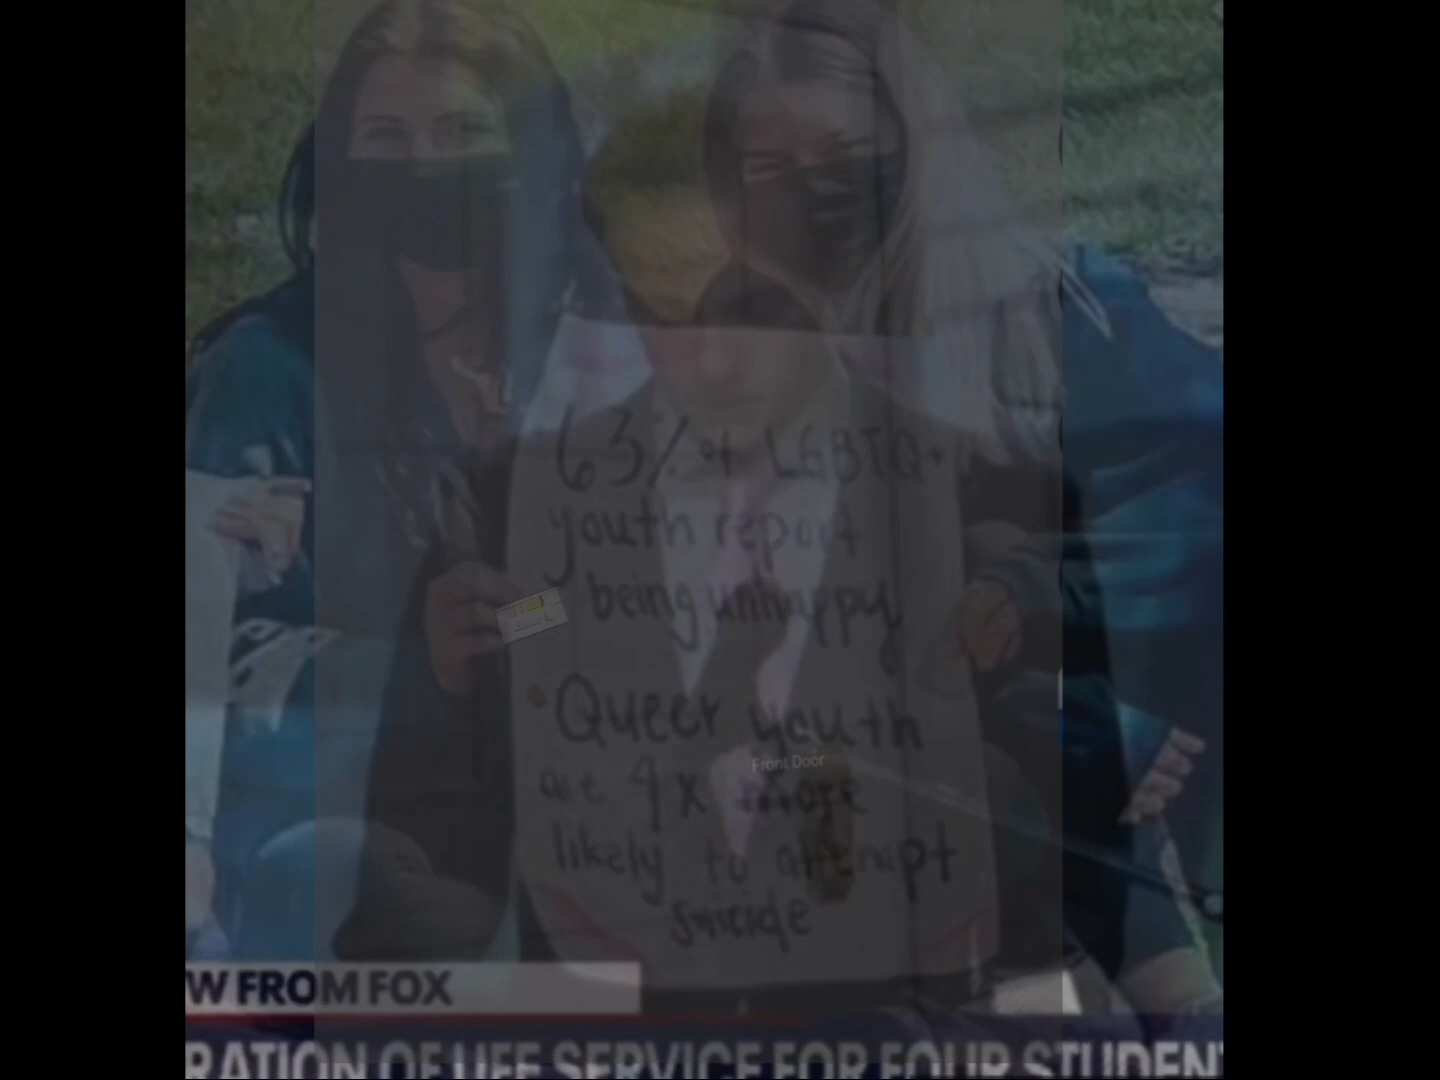 63% of LGBTQ+
youth report
being unhappy
Queer youth
are 4x more
likely to attempt
suicide
Front Door
W FROM FOX
RATION OF LIFE SERVICE FOR FOUR STUDENT